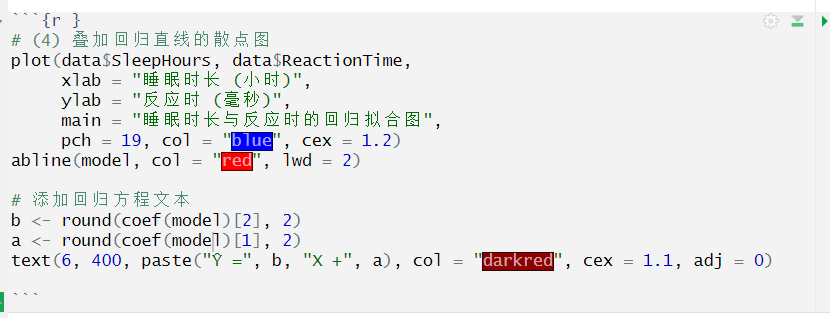 ```{r }
# (4) 叠加回归直线的散点图
plot(data$SleepHours, data$ReactionTime,
     xlab = "睡眠时长 (小时)",
     ylab = "反应时 (毫秒)",
     main = "睡眠时长与反应时的回归拟合图",
     pch = 19, col = "blue", cex = 1.2)
abline(model, col = "red", lwd = 2)
# 添加回归方程文本
b <- round(coef(model)[2], 2)
a <- round(coef(model)[1], 2)
text(6, 400, paste("Ŷ =", b, "X +", a), col = "darkred", cex = 1.1, adj = 0)
```